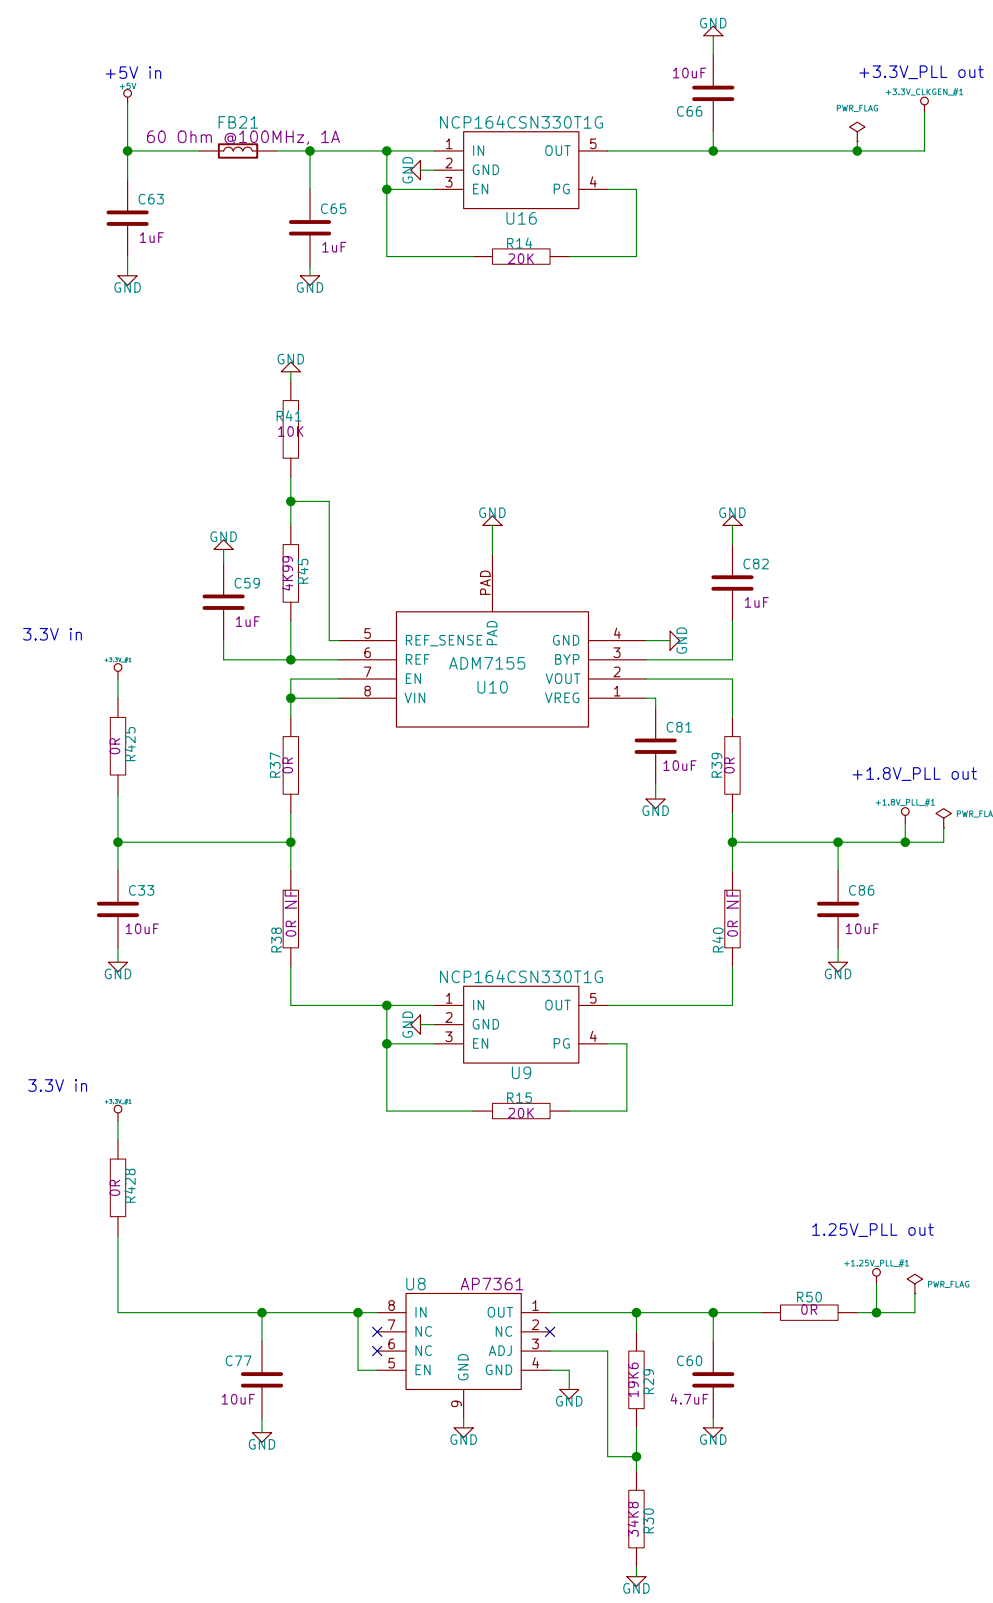 GND
+5V in
+5V
10uF
C66
+3.3V_PLL out
+3.3V_CLKGEN_#1
PWR_FLAG
FB21
60 Ohm @100MHz, 1A
NCP164CSN330T1G
GND
1 IN OUT 5
2 GND
3 EN PG 4
U16
C63
1uF
GND
C65
1uF
GND
R14
20K
GND
R41
10K
GND
C59
1uF
4K99
R45
GND
PAD
PAD
GND
C82
1uF
5 REF_SENSE GND 4
GND
6 REF BYP 3
7 EN VOUT 2
8 VIN VREG 1
ADM7155
U10
3.3V in
+3.3V_#1
0R
R425
R37
0R
C81
10uF
GND
R39
0R
+1.8V_PLL out
+1.8V_PLL_#1
PWR_FLA
C33
10uF
GND
R38
0R NF
R40
0R NF
C86
10uF
GND
NCP164CSN330T1G
GND
1 IN OUT 5
2 GND
3 EN PG 4
U9
R15
20K
3.3V in
+3.3V_#1
0R
R428
1.25V_PLL out
+1.25V_PLL_#1
PWR_FLAG
U8
AP7361
8 IN OUT 1
7 NC NC 2
6 NC ADJ 3
5 EN GND 4
GND
9
GND
GND
R50
0R
C77
10uF
GND
19K6
R29
C60
4.7uF
GND
34K8
R30
GND